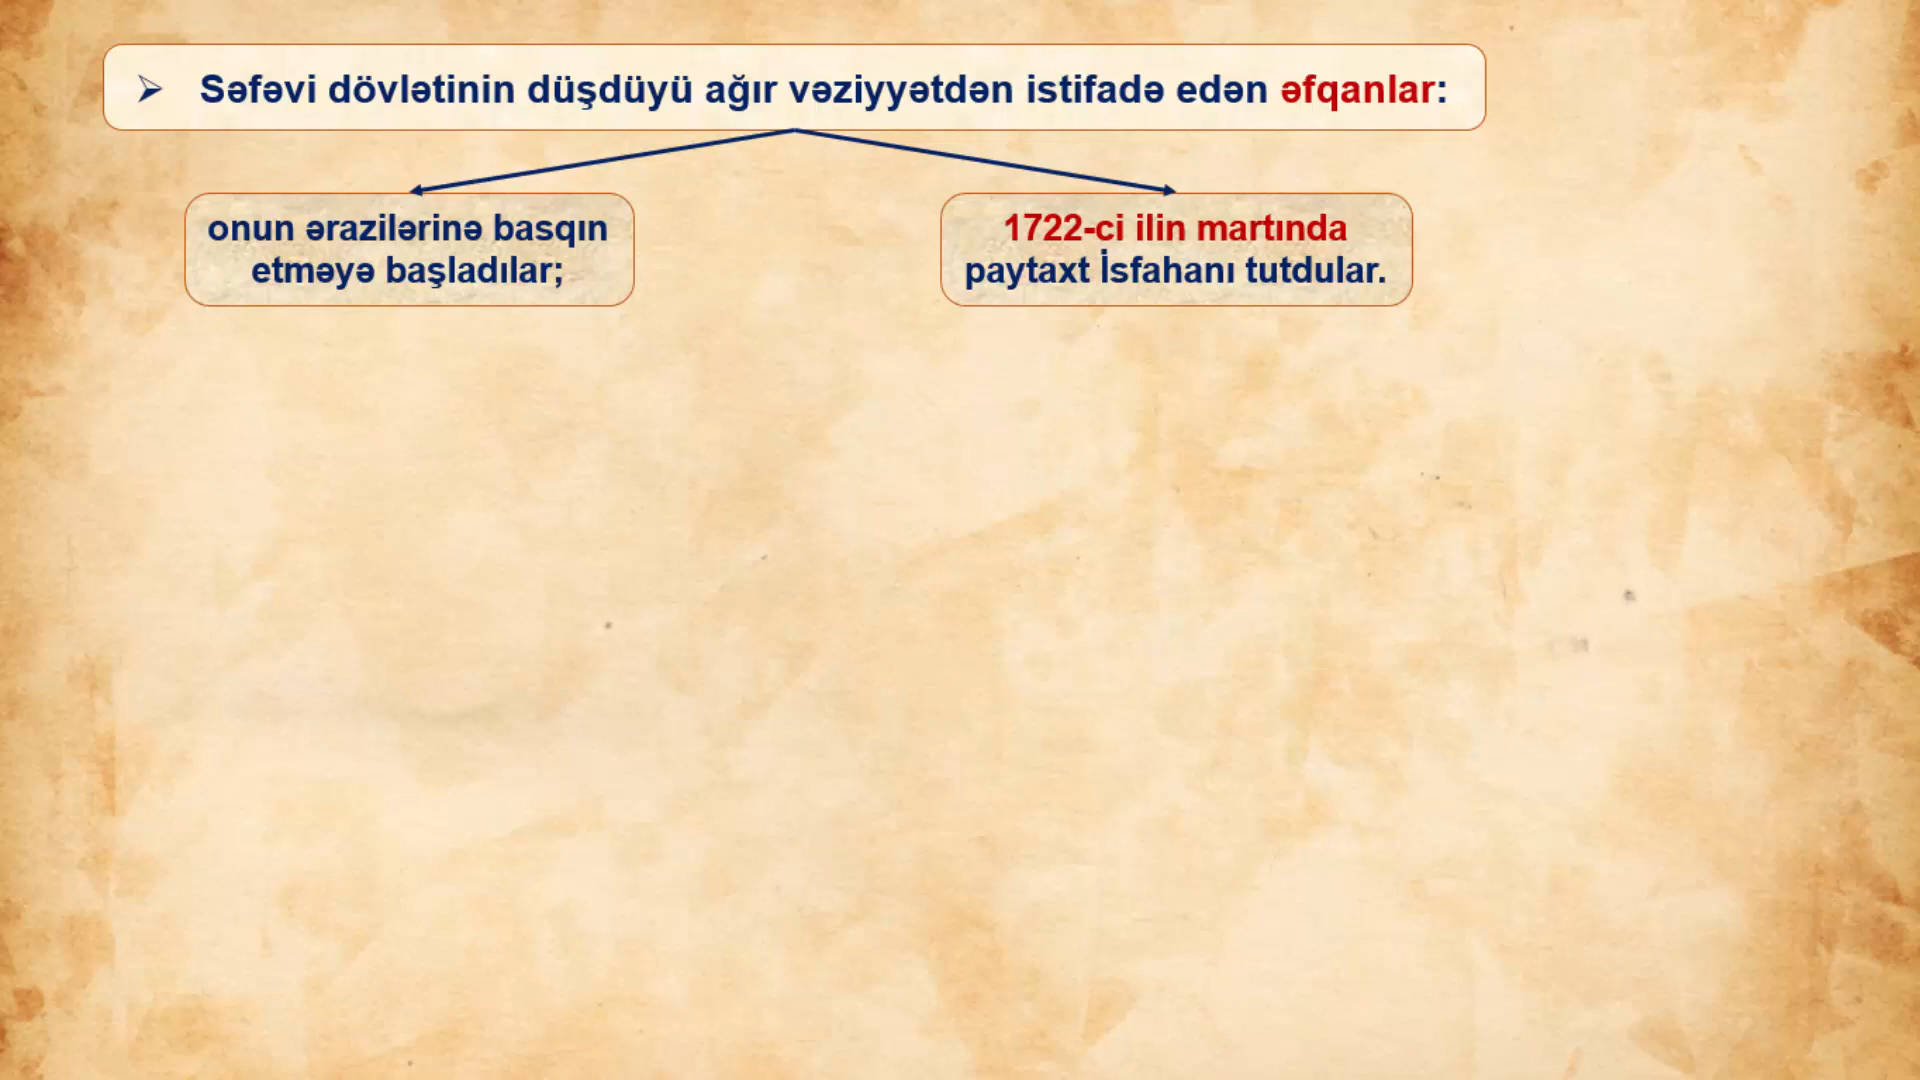 ➢ Səfəvi dövlətinin düşdüyü ağır vəziyyətdən istifadə edən əfqanlar:
onun ərazilərinə basqın
etməyə başladılar;
1722-ci ilin martında
paytaxt İsfahanı tutdular.